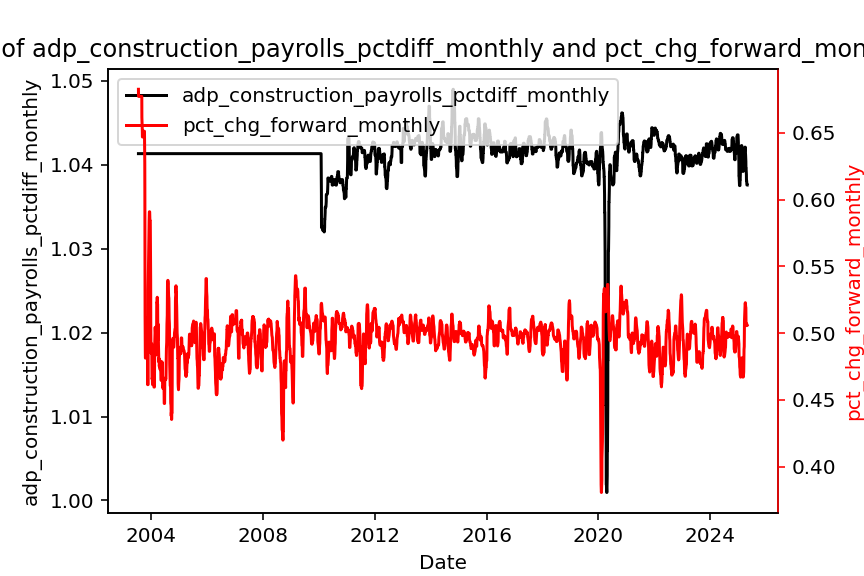 of adp_construction_payrolls_pctdiff_monthly and pct_chg_forward_mon
adp_construction_payrolls_pctdiff_monthly
pct_chg_forward_monthly
1.05
1.04
1.03
1.02
1.01
1.00
adp_construction_payrolls_pctdiff_monthly
0.65
0.60
0.55
0.50
0.45
0.40
pct_chg_forward_monthly
2004 2008 2012 2016 2020 2024
Date